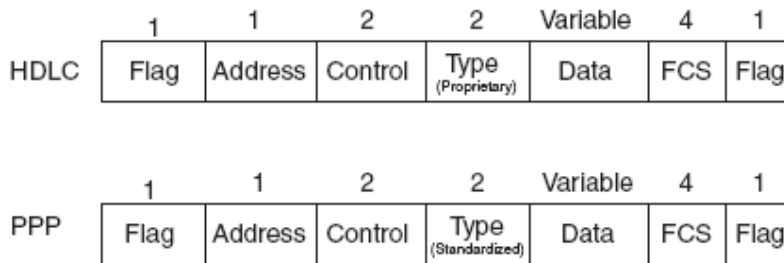 1 1 2 2 Variable 4 1
HDLC Flag Address Control Type (Proprietary) Data FCS Flag
1 1 2 2 Variable 4 1
PPP Flag Address Control Type (Standardized) Data FCS Flag